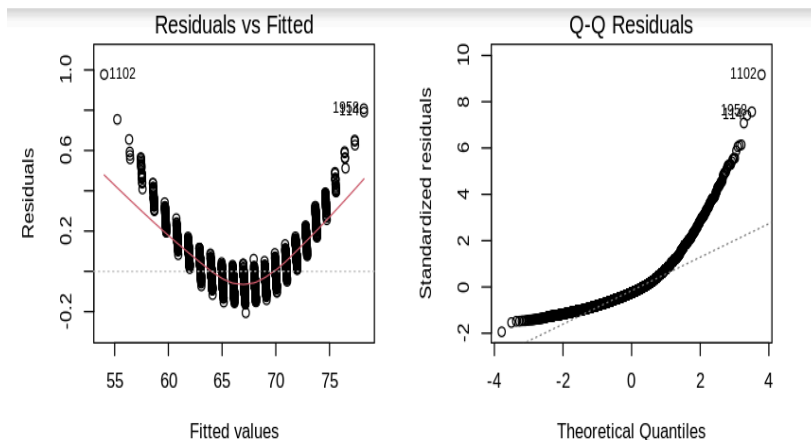 Residuals vs Fitted
Residuals
1.0
0.6
0.2
-0.2
1102
55 60 65 70 75
Fitted values
Q-Q Residuals
Standardized residuals
10
8
6
4
2
0
-2
1102
-4 -2 0 2 4
Theoretical Quantiles